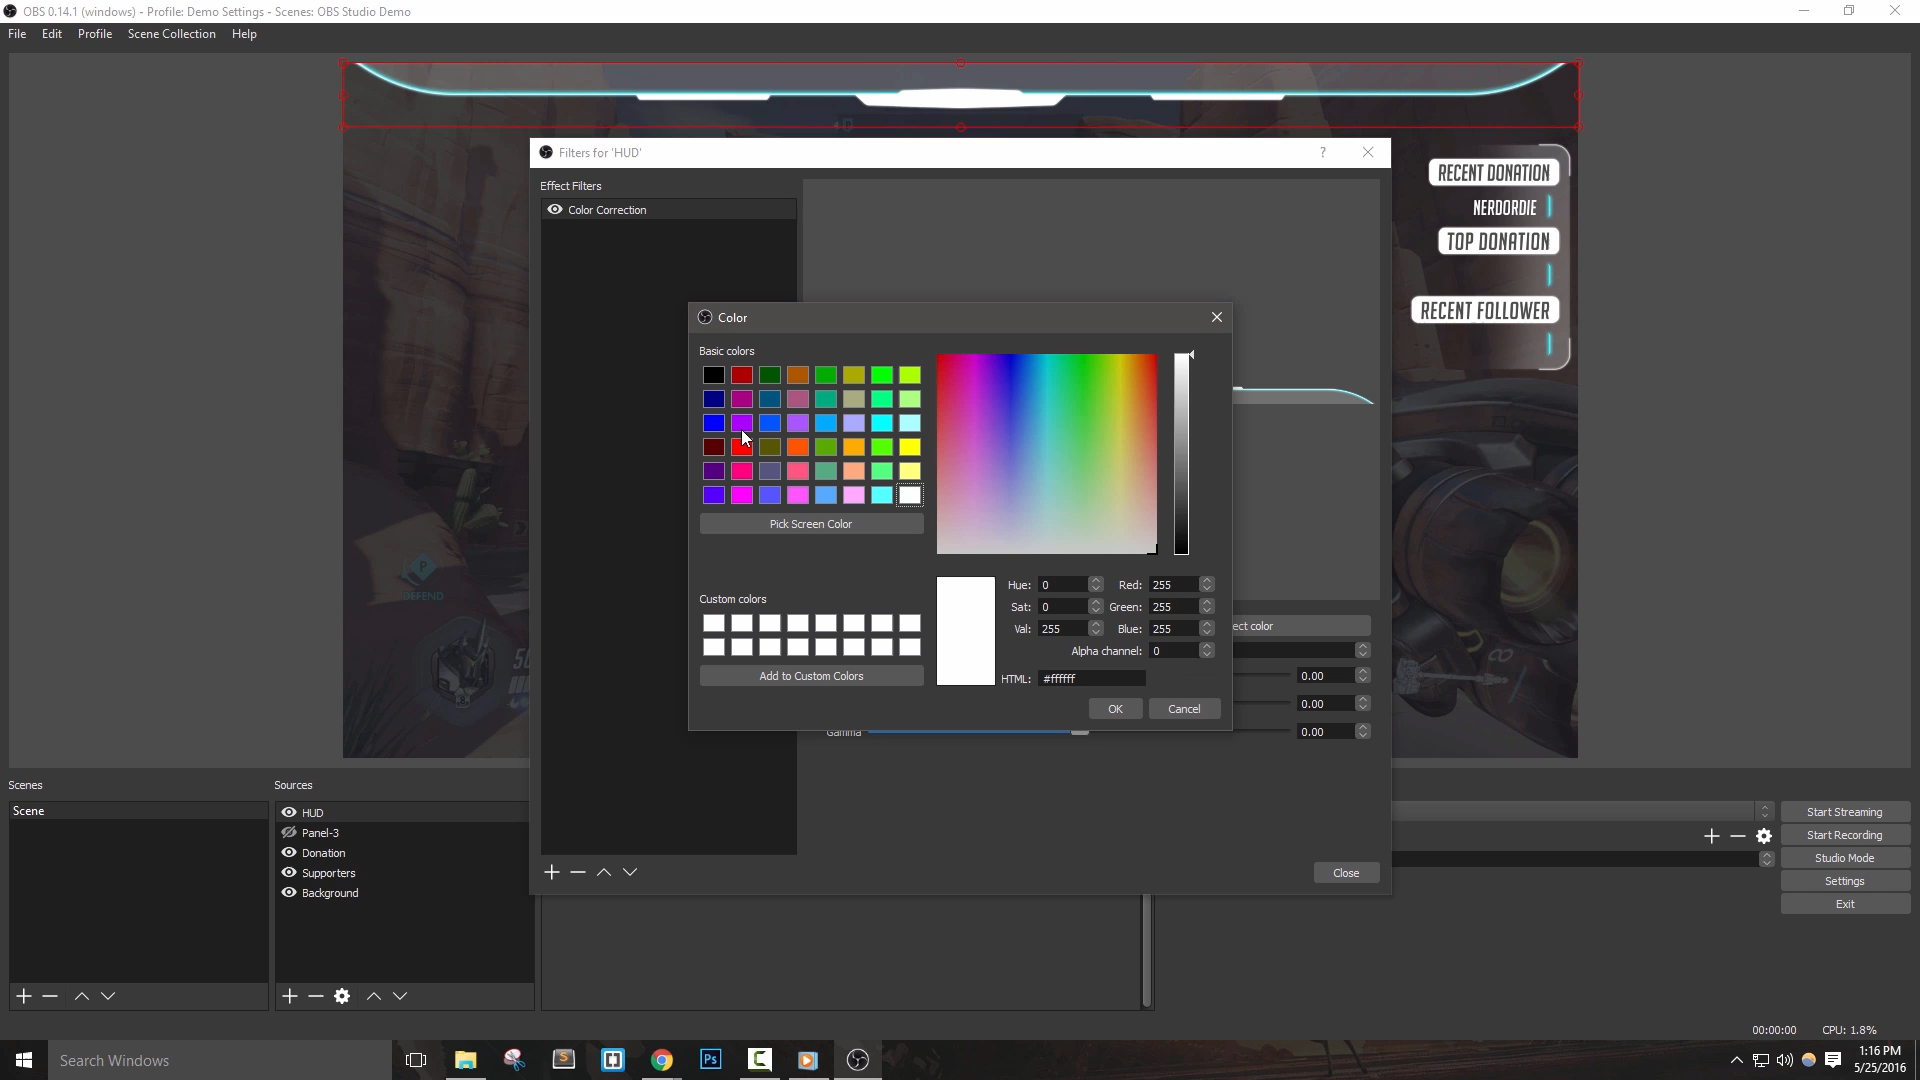 OBS 0.14.1 (windows) - Profile: Demo Settings - Scenes: OBS Studio Demo
File Edit Profile Scene Collection Help
Filters for 'HUD'
?
Effect Filters
Color Correction
RECENT DONATION
NERDORDIE
TOP DONATION
RECENT FOLLOWER
Color
Basic colors
Pick Screen Color
Custom colors
Add to Custom Colors
Hue: 0 Red: 255
Sat: 0 Green: 255
Val: 255 Blue: 255
Alpha channel: 0
HTML: #ffffff
OK Cancel
ect color
0.00
0.00
Gamma 0.00
P
DEFEND
Close
Scenes
Scene
Sources
HUD
Panel-3
Donation
Supporters
Background
Start Streaming
Start Recording
Studio Mode
Settings
Exit
00:00:00 CPU: 1.8%
Search Windows
S
Ps
C
1:16 PM
5/25/2016